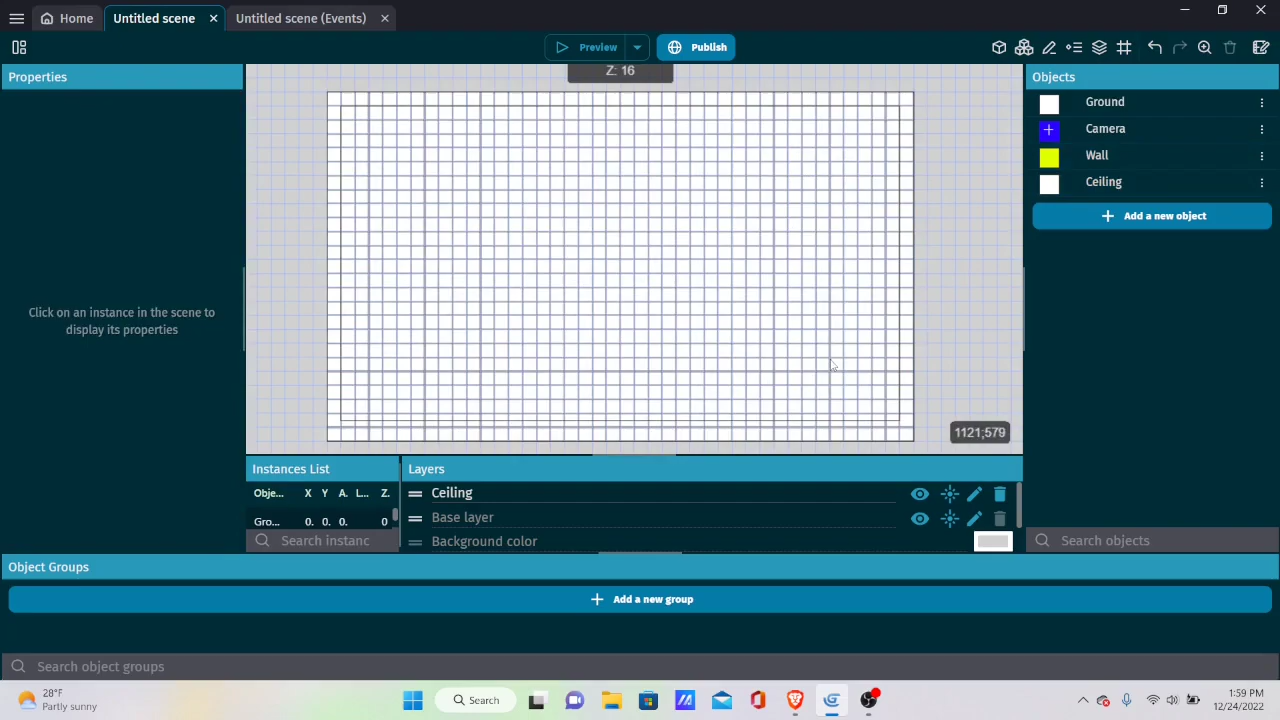 Home
Untitled scene
Untitled scene (Events)
Preview
Publish
Properties
Z: 16
Objects
Ground
Camera
Wall
Ceiling
Add a new object
Click on an instance in the scene to
display its properties
1121;579
Instances List
Layers
Obje... X Y A. L... Z.
Ceiling
Gro... 0. 0. 0. 0
Base layer
Search instanc
Background color
Search objects
Object Groups
Add a new group
Search object groups
28°F
Partly sunny
Search
1:59 PM
12/24/2022